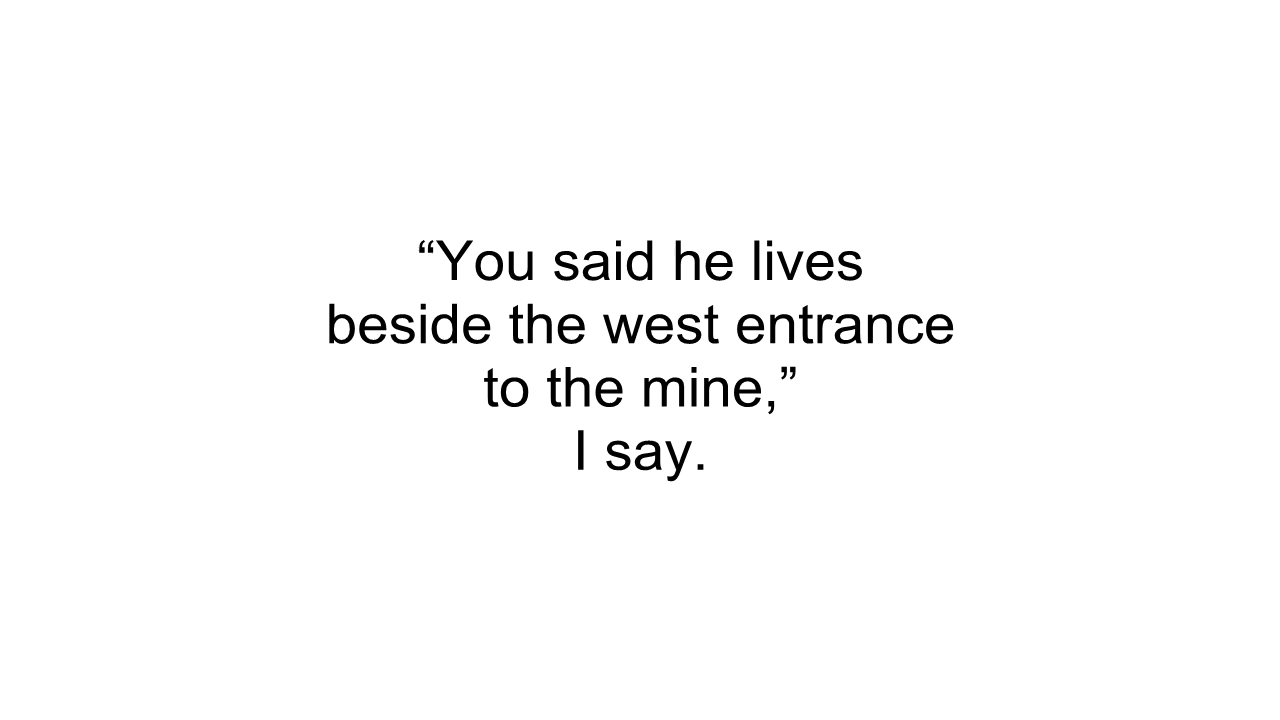 “You said he lives
beside the west entrance
to the mine,”
I say.